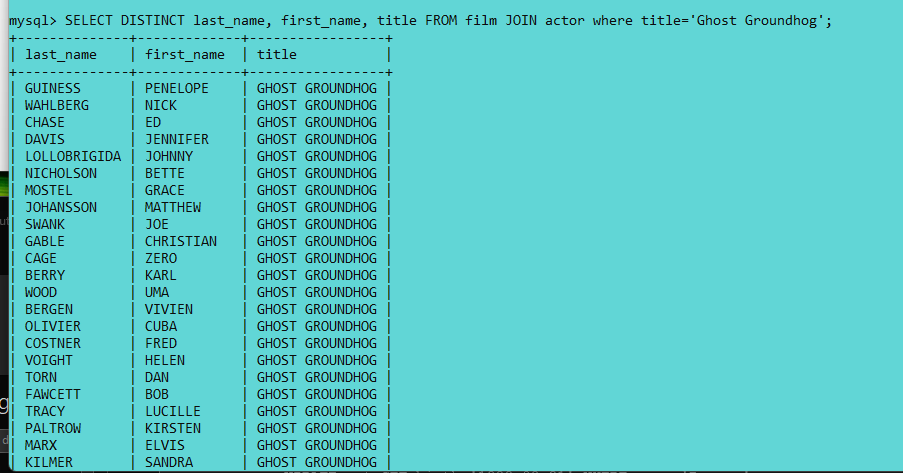 mysql> SELECT DISTINCT last_name, first_name, title FROM film JOIN actor where title='Ghost Groundhog';
+--------------+-------------+-----------------+
| last_name | first_name | title |
+--------------+-------------+-----------------+
| GUINESS | PENELOPE | GHOST GROUNDHOG |
| WAHLBERG | NICK | GHOST GROUNDHOG |
| CHASE | ED | GHOST GROUNDHOG |
| DAVIS | JENNIFER | GHOST GROUNDHOG |
| LOLLOBRIGIDA | JOHNNY | GHOST GROUNDHOG |
| NICHOLSON | BETTE | GHOST GROUNDHOG |
| MOSTEL | GRACE | GHOST GROUNDHOG |
| JOHANSSON | MATTHEW | GHOST GROUNDHOG |
| SWANK | JOE | GHOST GROUNDHOG |
| GABLE | CHRISTIAN | GHOST GROUNDHOG |
| CAGE | ZERO | GHOST GROUNDHOG |
| BERRY | KARL | GHOST GROUNDHOG |
| WOOD | UMA | GHOST GROUNDHOG |
| BERGEN | VIVIEN | GHOST GROUNDHOG |
| OLIVIER | CUBA | GHOST GROUNDHOG |
| COSTNER | FRED | GHOST GROUNDHOG |
| VOIGHT | HELEN | GHOST GROUNDHOG |
| TORN | DAN | GHOST GROUNDHOG |
| FAWCETT | BOB | GHOST GROUNDHOG |
| TRACY | LUCILLE | GHOST GROUNDHOG |
| PALTROW | KIRSTEN | GHOST GROUNDHOG |
| MARX | ELVIS | GHOST GROUNDHOG |
| KILMER | SANDRA | GHOST GROUNDHOG |